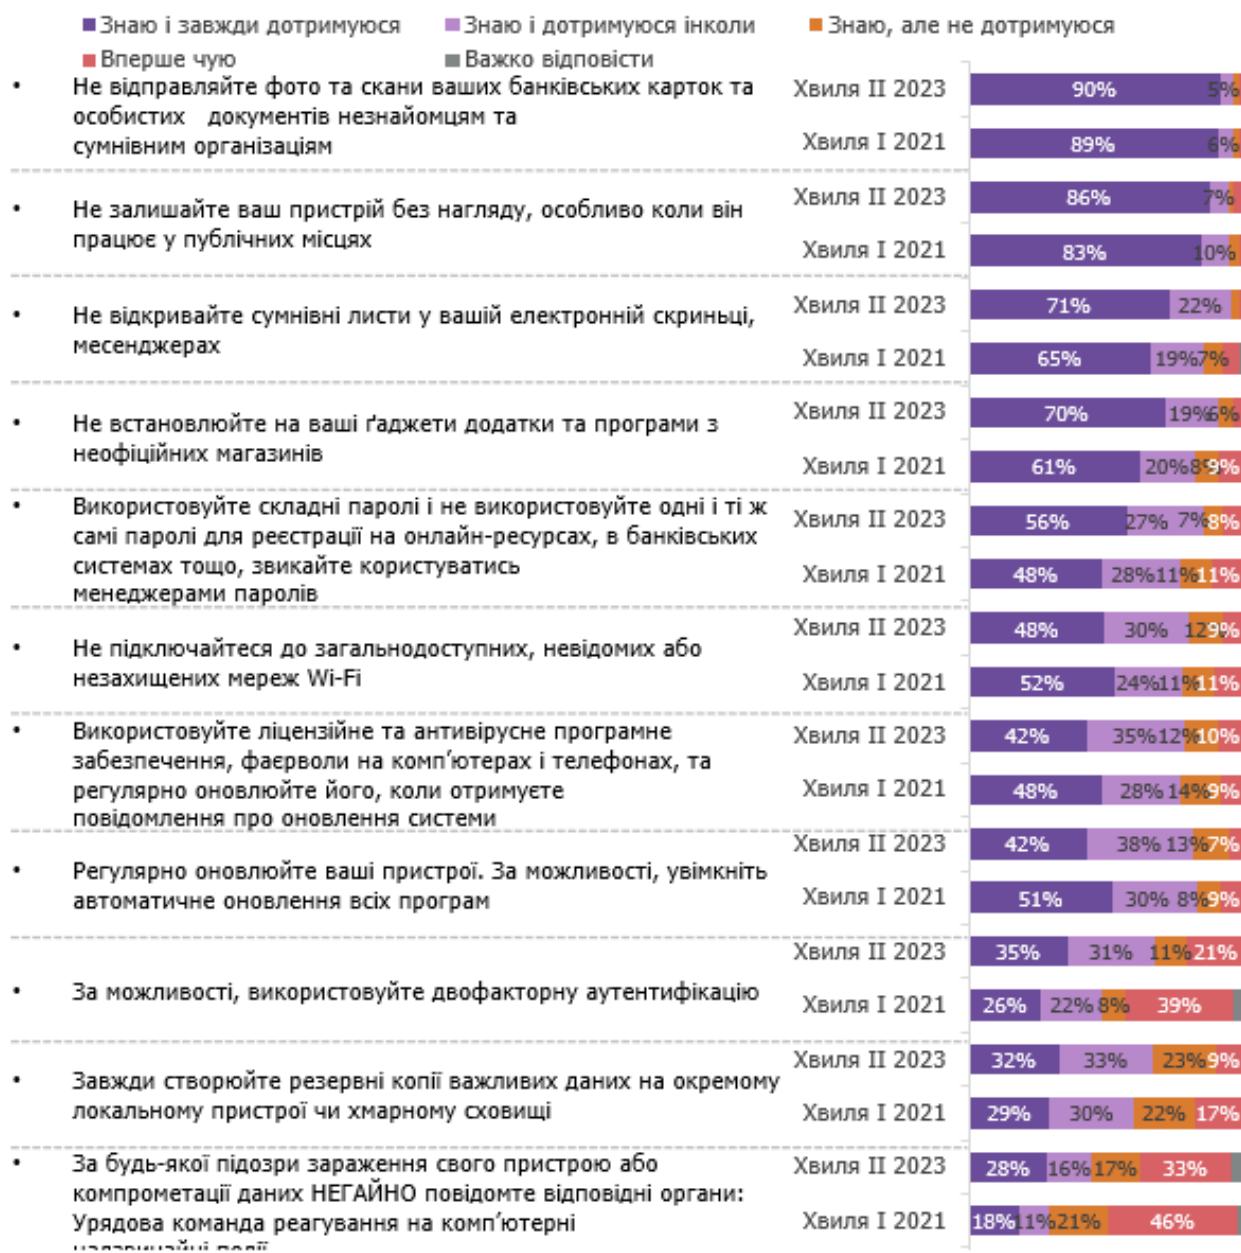 Знаю і завжди дотримуюся Знаю і дотримуюся інколи Знаю, але не дотримуюся
Вперше чую Важко відповісти
• Не відправляйте фото та скани ваших банківських карток та
особистих документів незнайомцям та
сумнівним організаціям
Хвиля II 2023 90% 5%
Хвиля I 2021 89% 6%
• Не залишайте ваш пристрій без нагляду, особливо коли він
працює у публічних місцях
Хвиля II 2023 86% 7%
Хвиля I 2021 83% 10%
• Не відкривайте сумнівні листи у вашій електронній скриньці,
месенджерах
Хвиля II 2023 71% 22%
Хвиля I 2021 65% 19% 7%
• Не встановлюйте на ваші ґаджети додатки та програми з
неофіційних магазинів
Хвиля II 2023 70% 19% 6%
Хвиля I 2021 61% 20% 8% 9%
• Використовуйте складні паролі і не використовуйте одні і ті ж
самі паролі для реєстрації на онлайн-ресурсах, в банківських
системах тощо, звикайте користуватись
менеджерами паролів
Хвиля II 2023 56% 27% 7% 8%
Хвиля I 2021 48% 28% 11% 11%
• Не підключайтеся до загальнодоступних, невідомих або
незахищених мереж Wi-Fi
Хвиля II 2023 48% 30% 12% 9%
Хвиля I 2021 52% 24% 11% 11%
• Використовуйте ліцензійне та антивірусне програмне
забезпечення, фаєрволи на комп’ютерах і телефонах, та
регулярно оновлюйте його, коли отримуєте
повідомлення про оновлення системи
Хвиля II 2023 42% 35% 12% 10%
Хвиля I 2021 48% 28% 14% 9%
• Регулярно оновлюйте ваші пристрої. За можливості, увімкніть
автоматичне оновлення всіх програм
Хвиля II 2023 42% 38% 13% 7%
Хвиля I 2021 51% 30% 8% 9%
• За можливості, використовуйте двофакторну аутентифікацію
Хвиля II 2023 35% 31% 11% 21%
Хвиля I 2021 26% 22% 8% 39%
• Завжди створюйте резервні копії важливих даних на окремому
локальному пристрої чи хмарному сховищі
Хвиля II 2023 32% 33% 23% 9%
Хвиля I 2021 29% 30% 22% 17%
• За будь-якої підозри зараження свого пристрою або
компрометації даних НЕГАЙНО повідомте відповідні органи:
Урядова команда реагування на комп’ютерні
Хвиля II 2023 28% 16% 17% 33%
Хвиля I 2021 18% 11% 21% 46%